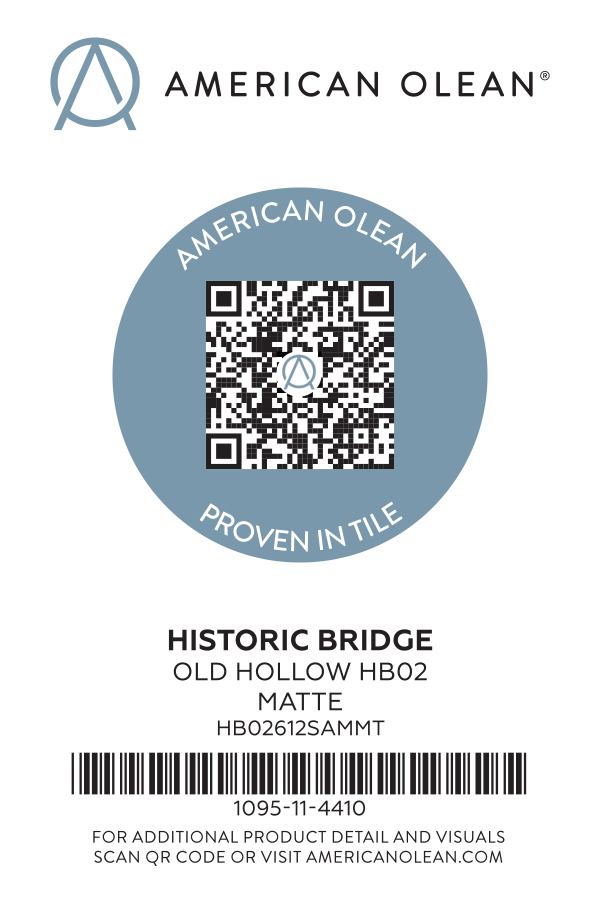 AMERICAN OLEAN®
AMERICAN OLEAN
PROVEN IN TILE
HISTORIC BRIDGE
OLD HOLLOW HB02
MATTE
HB02612SAMMT
1095-11-4410
FOR ADDITIONAL PRODUCT DETAIL AND VISUALS
SCAN QR CODE OR VISIT AMERICANOLEAN.COM